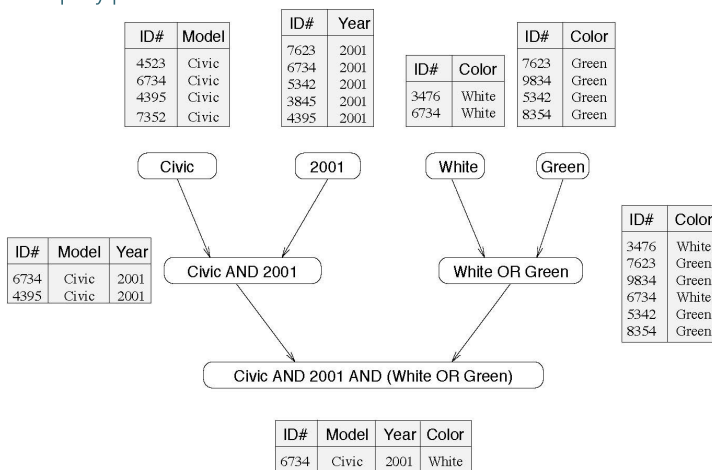 ID# Model
4523 Civic
6734 Civic
4395 Civic
7352 Civic
ID# Year
7623 2001
6734 2001
5342 2001
3845 2001
4395 2001
ID# Color
3476 White
6734 White
ID# Color
7623 Green
9834 Green
5342 Green
8354 Green
Civic
2001
White
Green
ID# Model Year
6734 Civic 2001
4395 Civic 2001
Civic AND 2001
White OR Green
ID# Color
3476 White
7623 Green
9834 Green
6734 White
5342 Green
8354 Green
Civic AND 2001 AND (White OR Green)
ID# Model Year Color
6734 Civic 2001 White